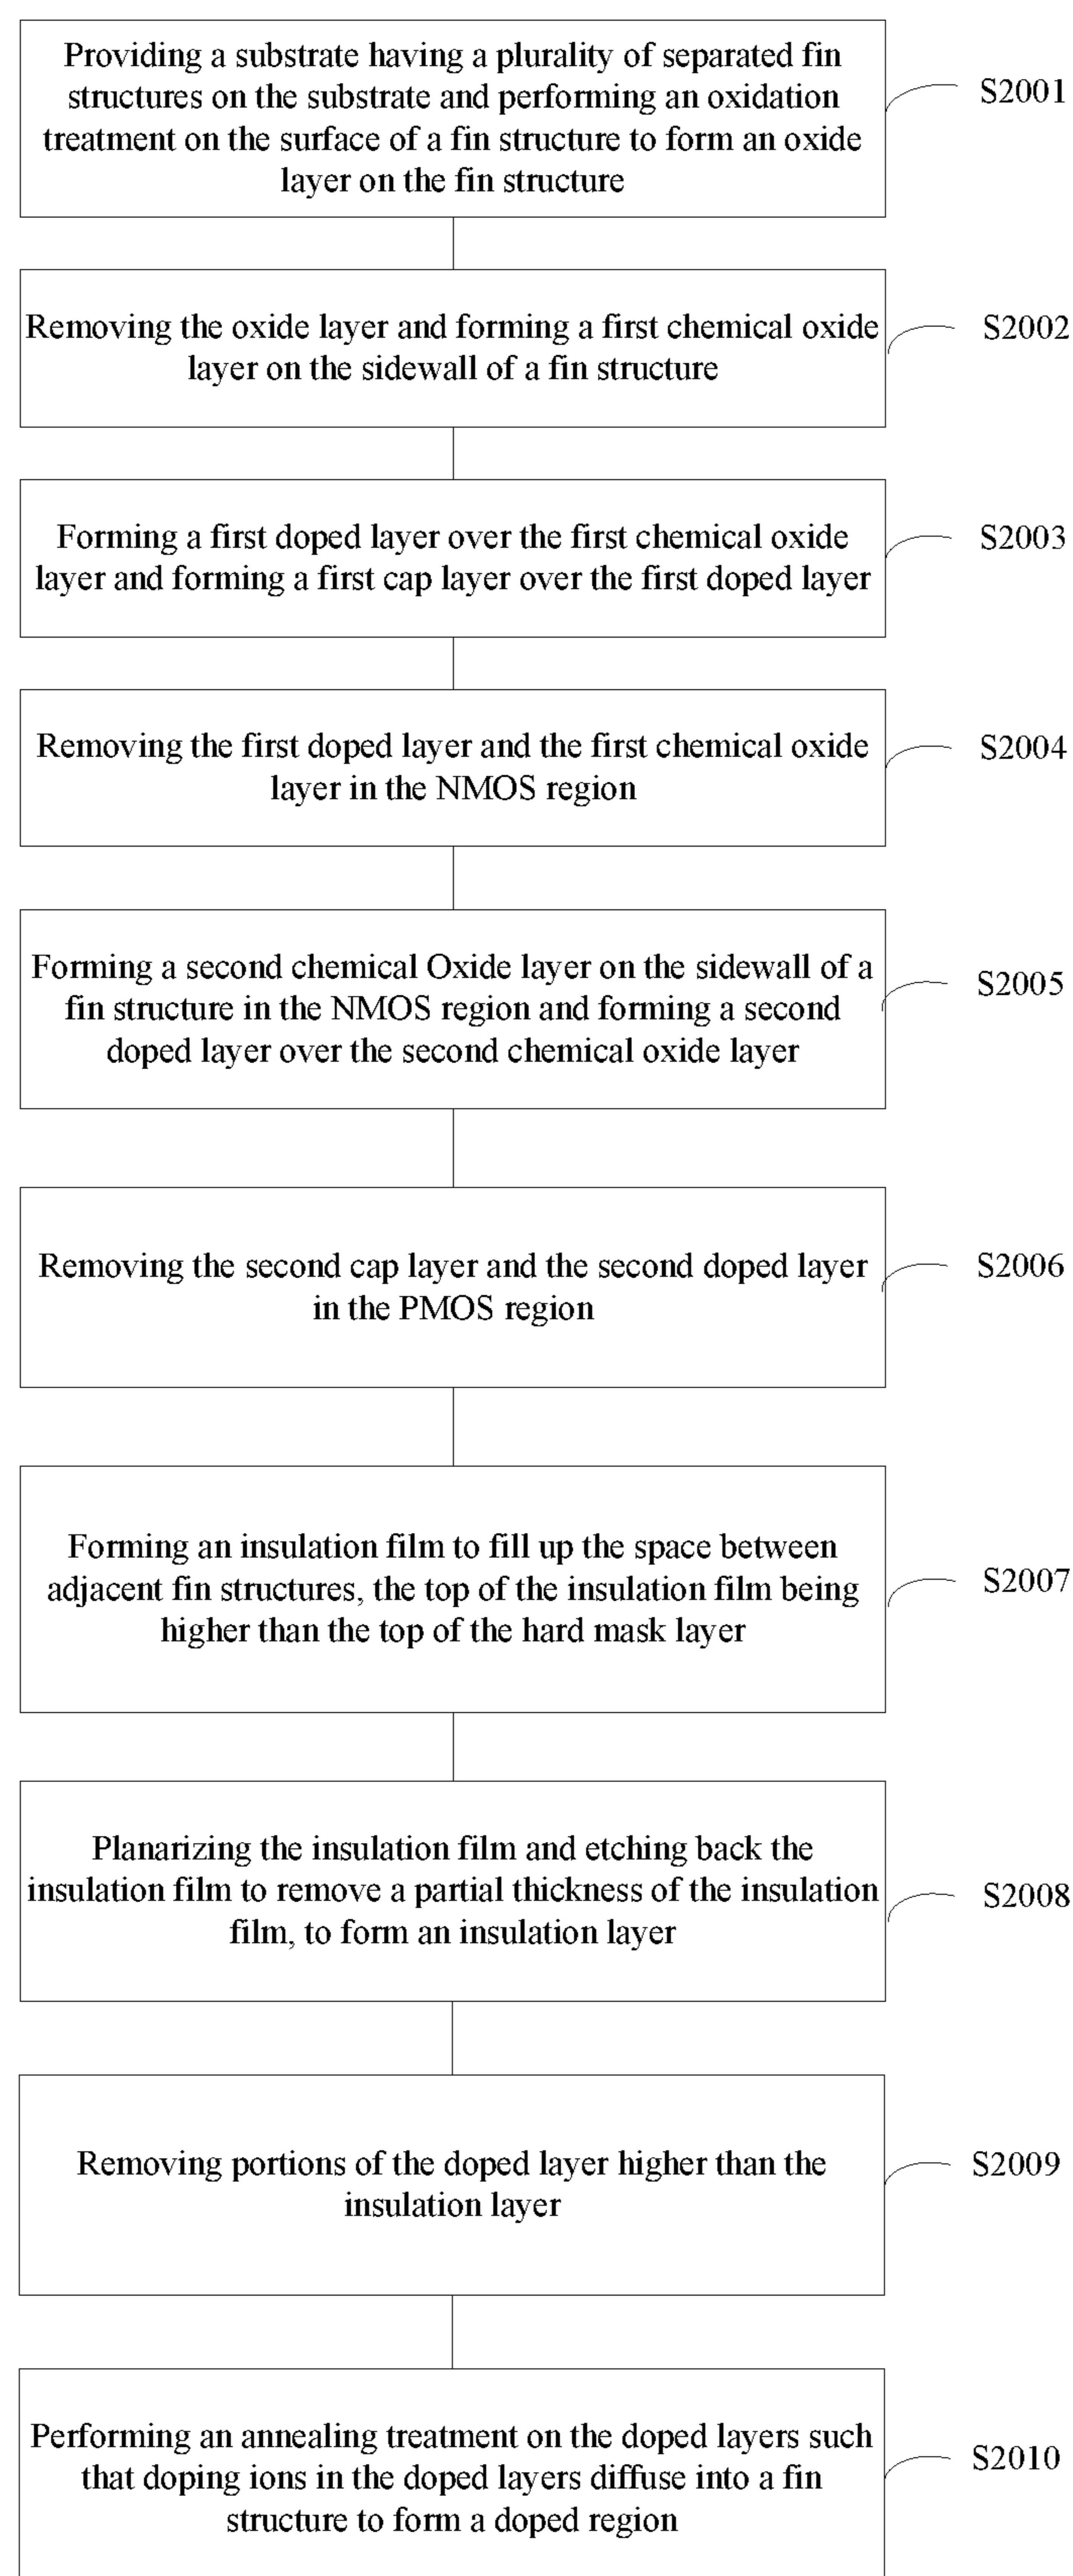 Providing a substrate having a plurality of separated fin
structures on the substrate and performing an oxidation
treatment on the surface of a fin structure to form an oxide
layer on the fin structure
S2001
Removing the oxide layer and forming a first chemical oxide
layer on the sidewall of a fin structure
S2002
Forming a first doped layer over the first chemical oxide
layer and forming a first cap layer over the first doped layer
S2003
Removing the first doped layer and the first chemical oxide
layer in the NMOS region
S2004
Forming a second chemical Oxide layer on the sidewall of a
fin structure in the NMOS region and forming a second
doped layer over the second chemical oxide layer
S2005
Removing the second cap layer and the second doped layer
in the PMOS region
S2006
Forming an insulation film to fill up the space between
adjacent fin structures, the top of the insulation film being
higher than the top of the hard mask layer
S2007
Planarizing the insulation film and etching back the
insulation film to remove a partial thickness of the insulation
film, to form an insulation layer
S2008
Removing portions of the doped layer higher than the
insulation layer
S2009
Performing an annealing treatment on the doped layers such
that doping ions in the doped layers diffuse into a fin
structure to form a doped region
S2010